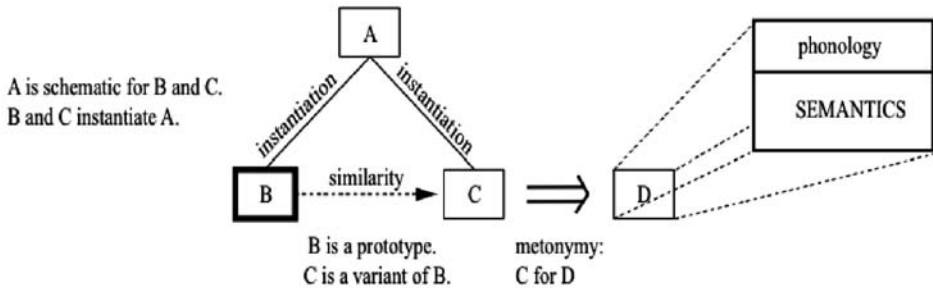 A
phonology
A is schematic for B and C.
B and C instantiate A.
instantiation
instantiation
SEMANTICS
B
similarity
C
D
B is a prototype.
C is a variant of B.
metonymy:
C for D